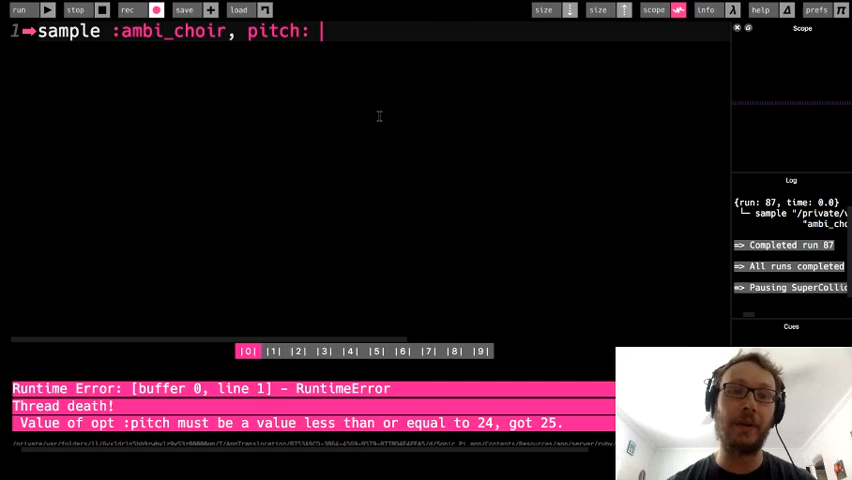 run stop rec save + load size size scope info λ help prefs π
1 sample :ambi_choir, pitch:
Scope
Log
{run: 87, time: 0.0}
└─ sample "/private/v
"ambi_cho
=> Completed run 87
=> All runs completed
=> Pausing SuperCollid
Cues
|0| |1| |2| |3| |4| |5| |6| |7| |8| |9|
Runtime Error: [buffer 0, line 1] – RuntimeError
Thread death!
Value of opt :pitch must be a value less than or equal to 24, got 25.